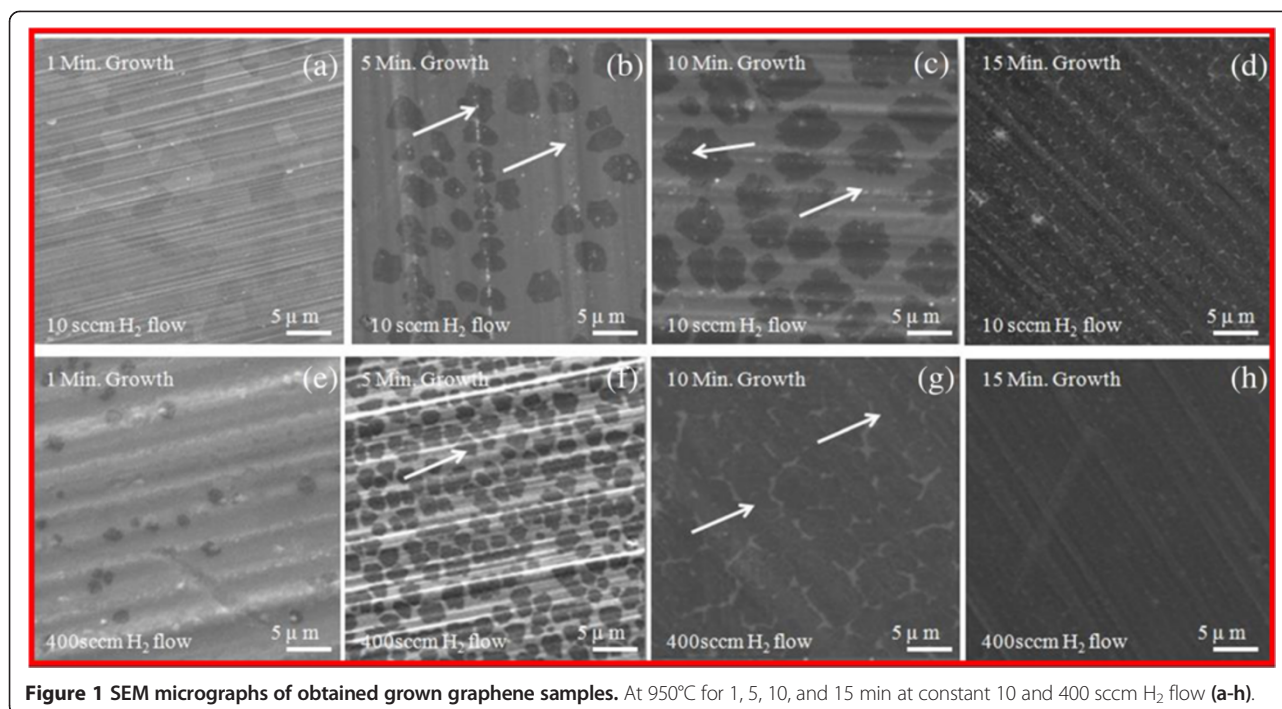 1 Min. Growth (a)
10 sccm H₂ flow 5 µ m
5 Min. Growth (b)
10 sccm H₂ flow 5 µ m
10 Min. Growth (c)
10 sccm H₂ flow 5 µ m
15 Min. Growth (d)
10 sccm H₂ flow 5 µ m
1 Min. Growth (e)
400sccm H₂ flow 5 µ m
5 Min. Growth (f)
400sccm H₂ flow 5 µ m
10 Min. Growth (g)
400sccm H₂ flow 5 µ m
15 Min. Growth (h)
400sccm H₂ flow 5 µ m
Figure 1 SEM micrographs of obtained grown graphene samples. At 950°C for 1, 5, 10, and 15 min at constant 10 and 400 sccm H₂ flow (a-h).